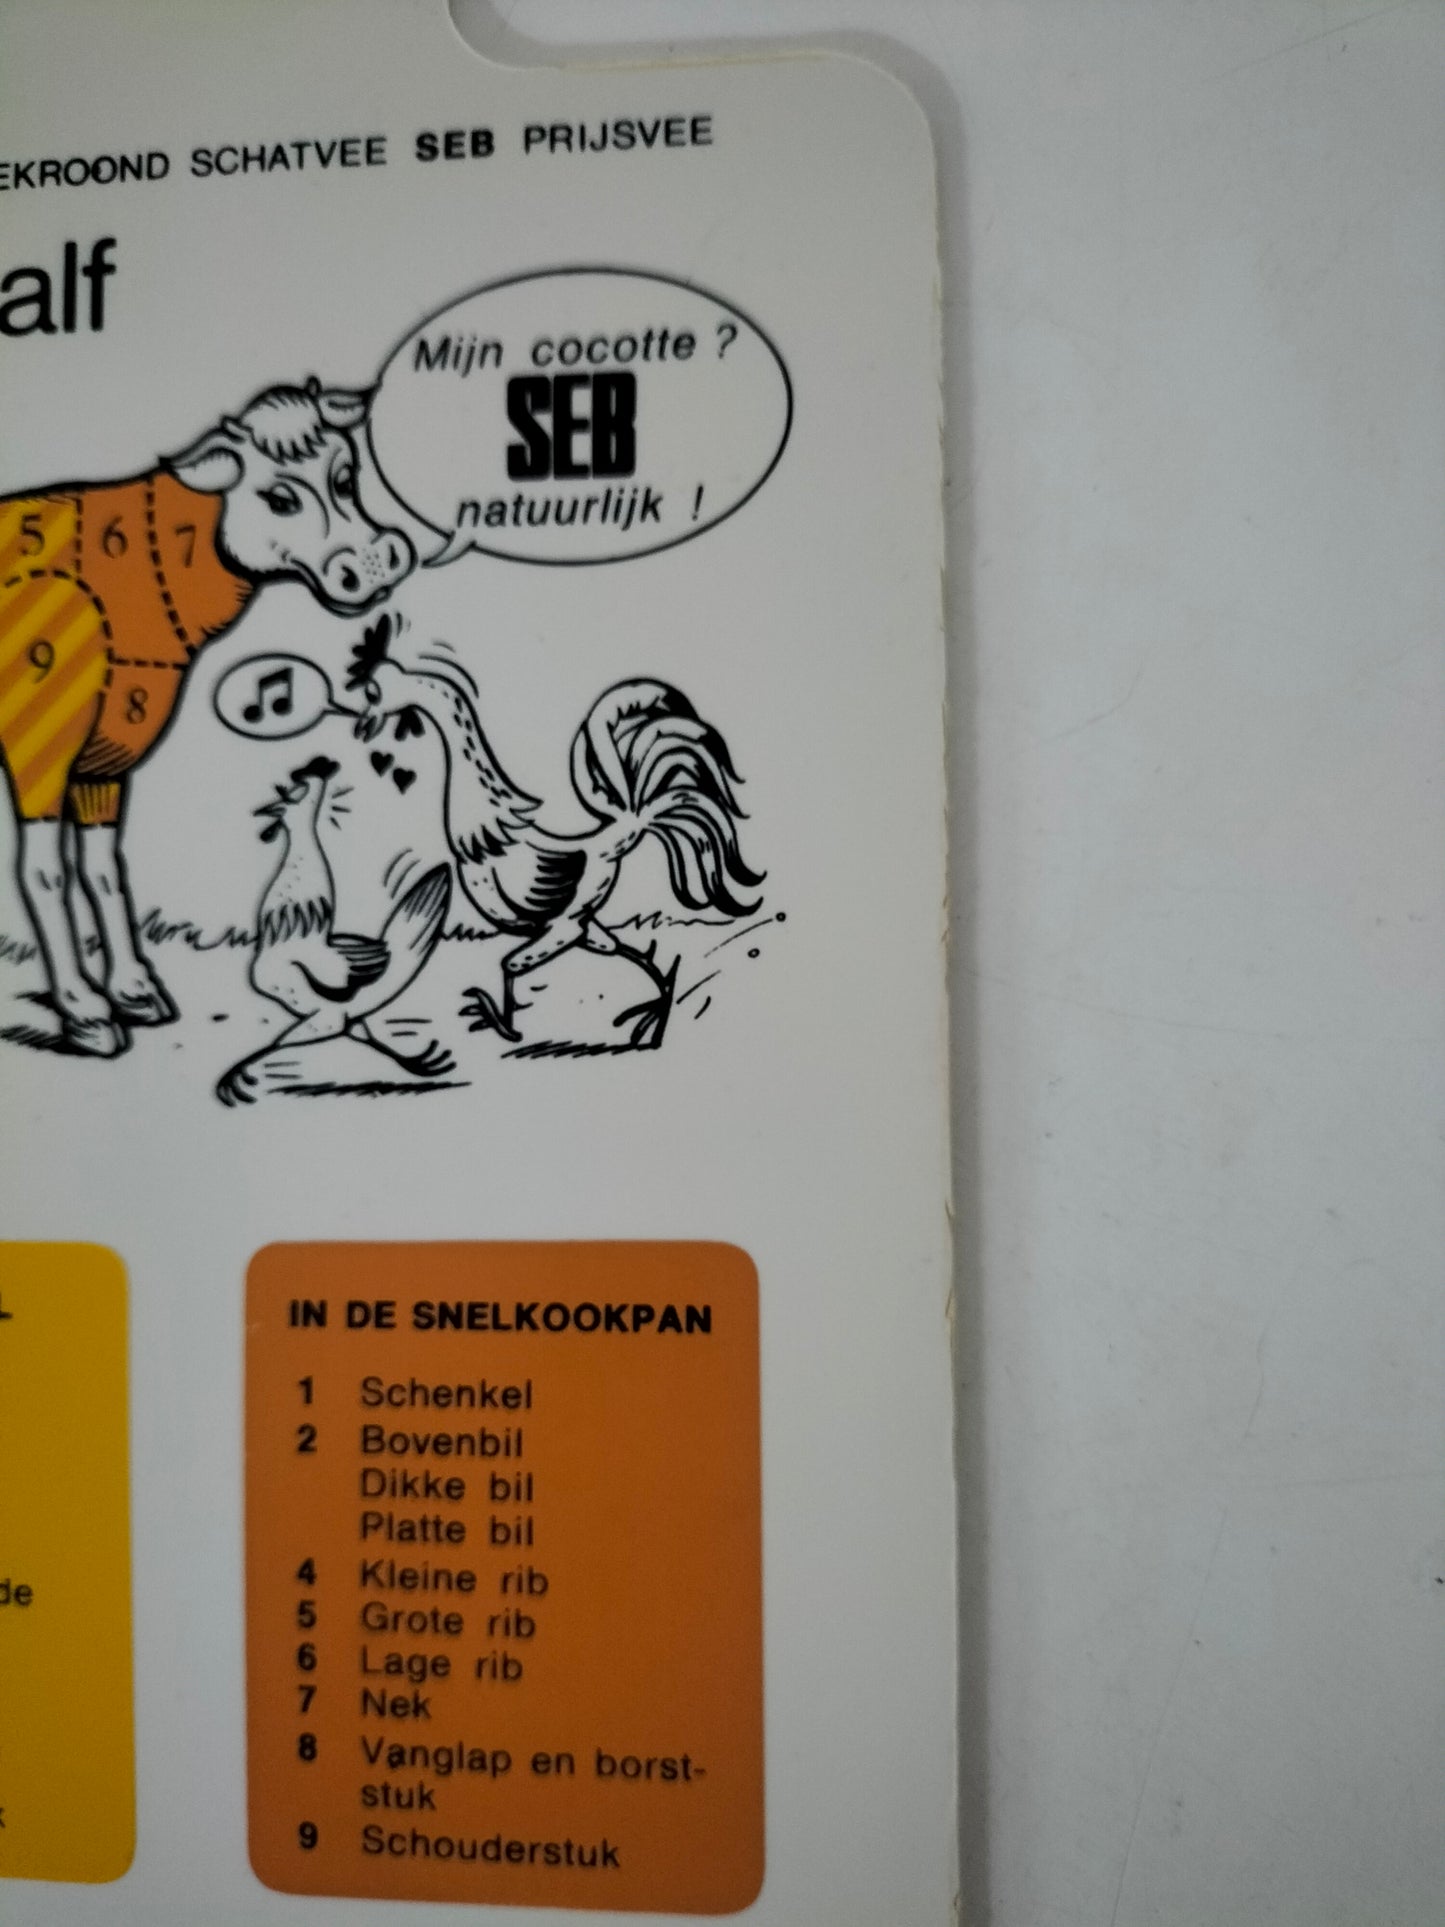 EKROOND SCHATVEE SEB PRIJSVEE
alf
Mijn cocotte ?
SEB
natuurlijk !
5
6
7
9
8
IN DE SNELKOOKPAN
1 Schenkel
2 Bovenbil
Dikke bil
Platte bil
4 Kleine rib
5 Grote rib
6 Lage rib
7 Nek
8 Vanglap en borst-
stuk
9 Schouderstuk
de